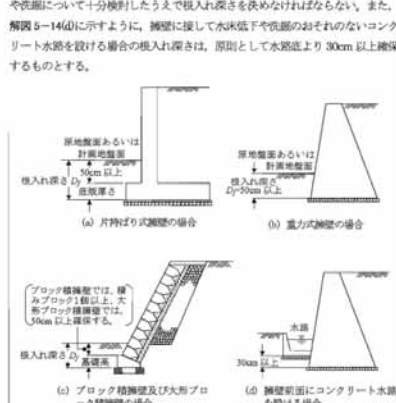 や洗掘について十分検討したうえで根入れ深さを決めなければならない。また、
解図5-14(d)に示すように，擁壁に接して水床低下や洗掘のおそれのないコンク
リート水路を設ける場合の根入れ深さは，原則として水路底より30cm以上確保
するものとする。
原地盤面あるいは
計画地盤面
50cm以上
根入れ深さ Df
底版厚さ
(a) 片持ばり式擁壁の場合
原地盤面あるいは
計画地盤面
根入れ深さ
Df=50cm以上
(b) 重力式擁壁の場合
ブロック積擁壁では，積
みブロック1個以上，大
形ブロック積擁壁では，
50cm以上確保する。
根入れ深さ Df
基礎高
(c) ブロック積擁壁及び大形ブロ
ック積擁壁の場合
水路
30cm以上
(d) 擁壁前面にコンクリート水路
を設ける場合